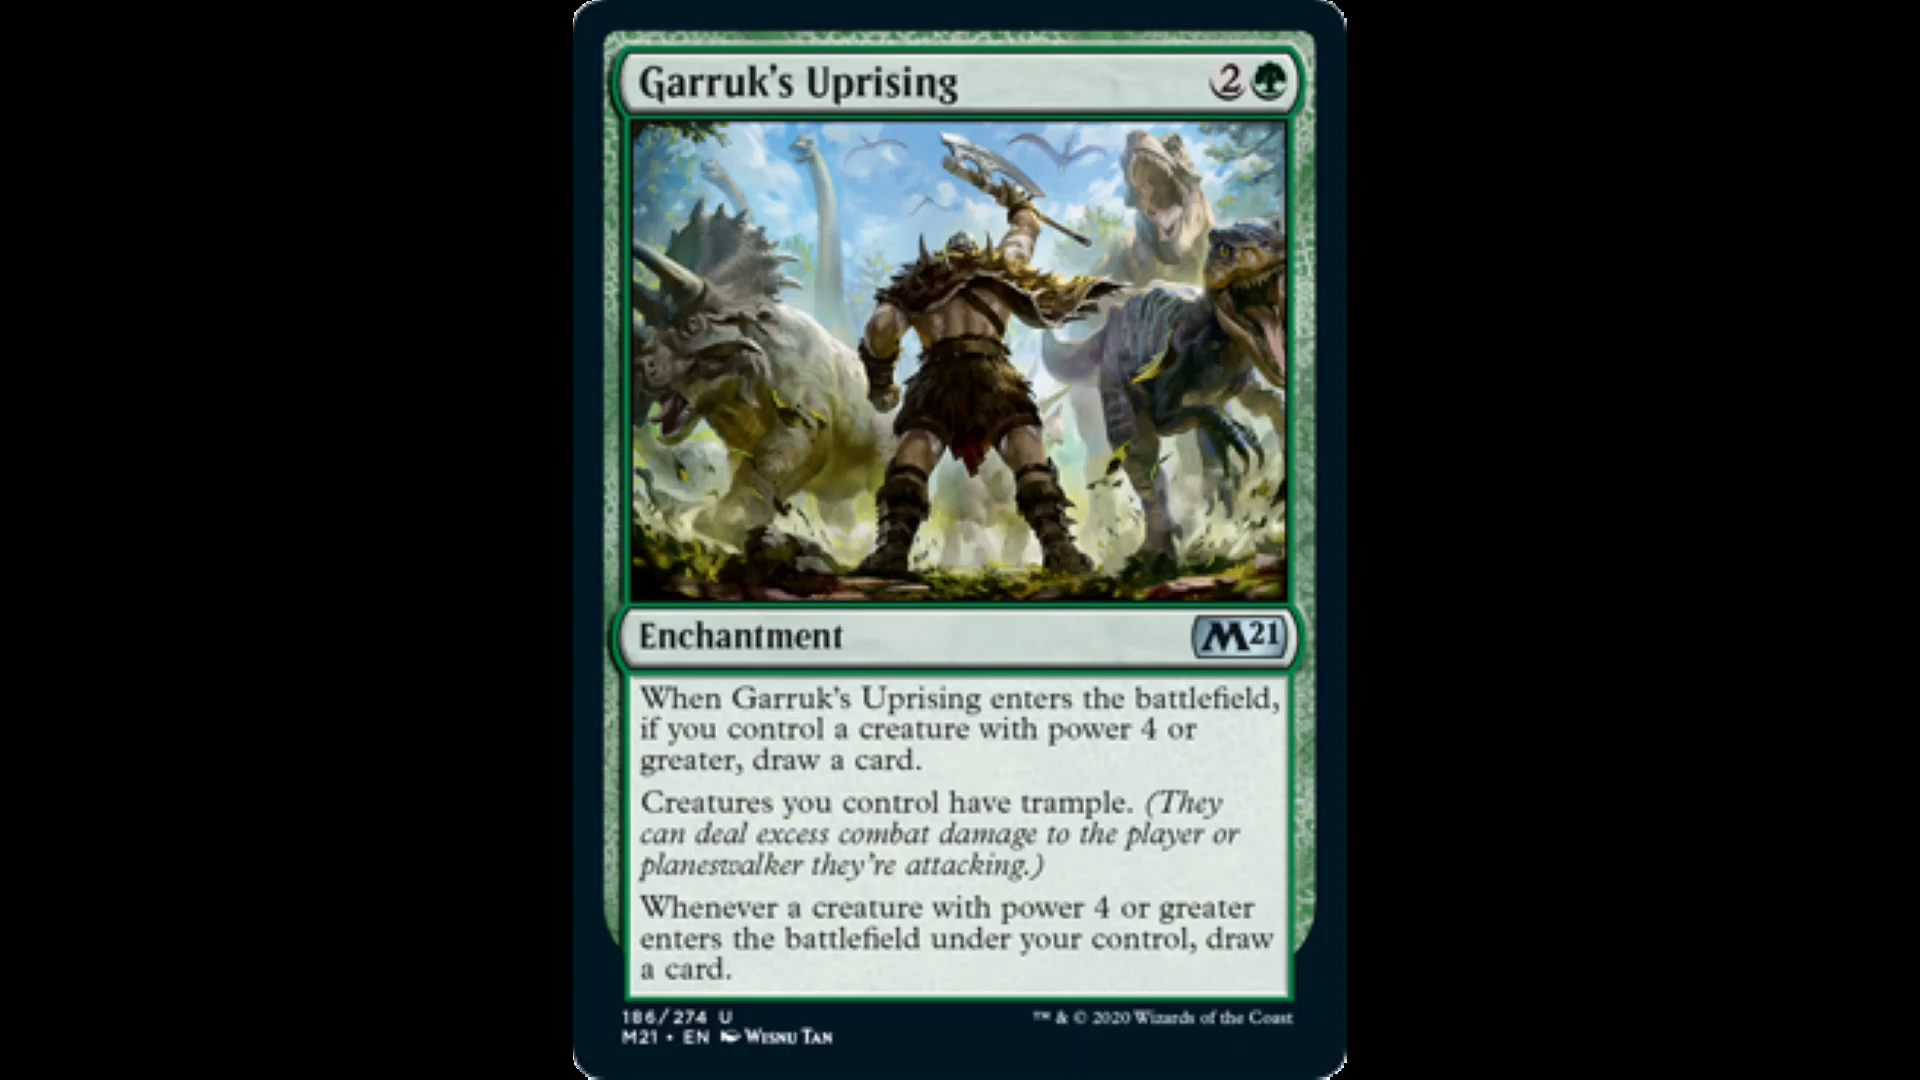 Garruk's Uprising
2
Enchantment
M21
When Garruk's Uprising enters the battlefield,
if you control a creature with power 4 or
greater, draw a card.
Creatures you control have trample. (They
can deal excess combat damage to the player or
planeswalker they're attacking.)
Whenever a creature with power 4 or greater
enters the battlefield under your control, draw
a card.
186/274 U
™ & © 2020 Wizards of the Coast
M21 • EN Wisnu Tan